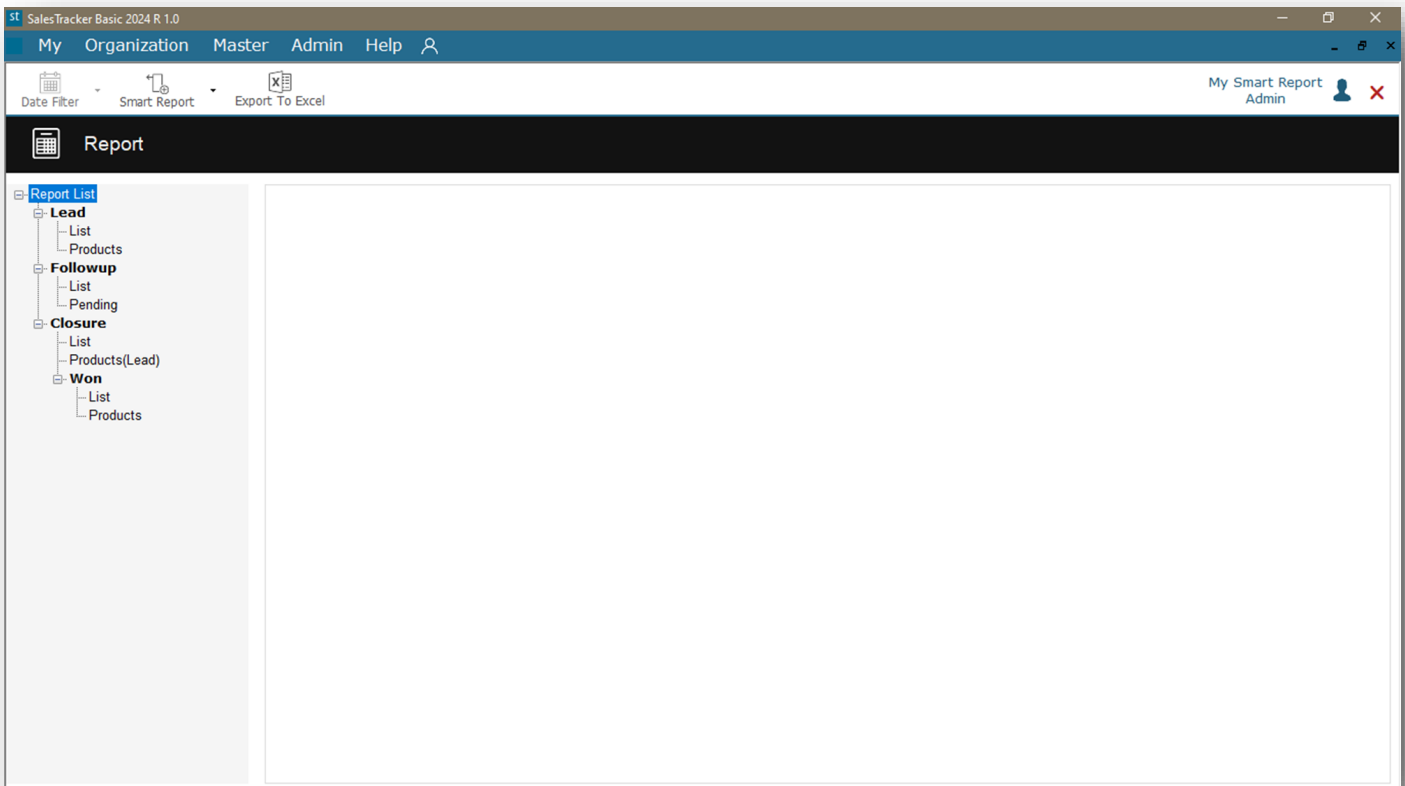 st SalesTracker Basic 2024 R 1.0
My Organization Master Admin Help
Date Filter Smart Report Export To Excel
My Smart Report
Admin
Report
Report List
Lead
List
Products
Followup
List
Pending
Closure
List
Products(Lead)
Won
List
Products